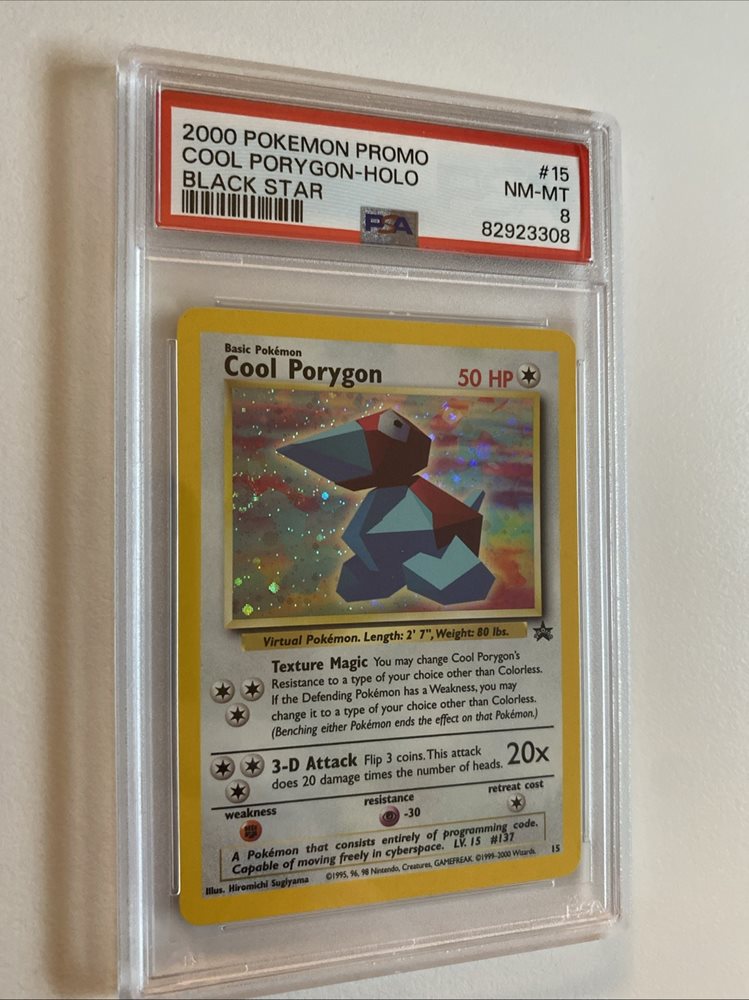 2000 POKEMON PROMO
COOL PORYGON-HOLO
BLACK STAR
#15
NM-MT
8
82923308
PSA
Basic Pokémon
Cool Porygon
50 HP
Virtual Pokémon. Length: 2' 7", Weight: 80 lbs.
Texture Magic You may change Cool Porygon's
Resistance to a type of your choice other than Colorless.
If the Defending Pokémon has a Weakness, you may
change it to a type of your choice other than Colorless.
(Benching either Pokémon ends the effect on that Pokémon.)
3-D Attack Flip 3 coins. This attack
does 20 damage times the number of heads.
20x
weakness
resistance
-30
retreat cost
A Pokémon that consists entirely of programming code.
Capable of moving freely in cyberspace. LV. 15 #137
Illus. Hiromichi Sugiyama
©1995, 96, 98 Nintendo, Creatures, GAMEFREAK. ©1999-2000 Wizards.
15